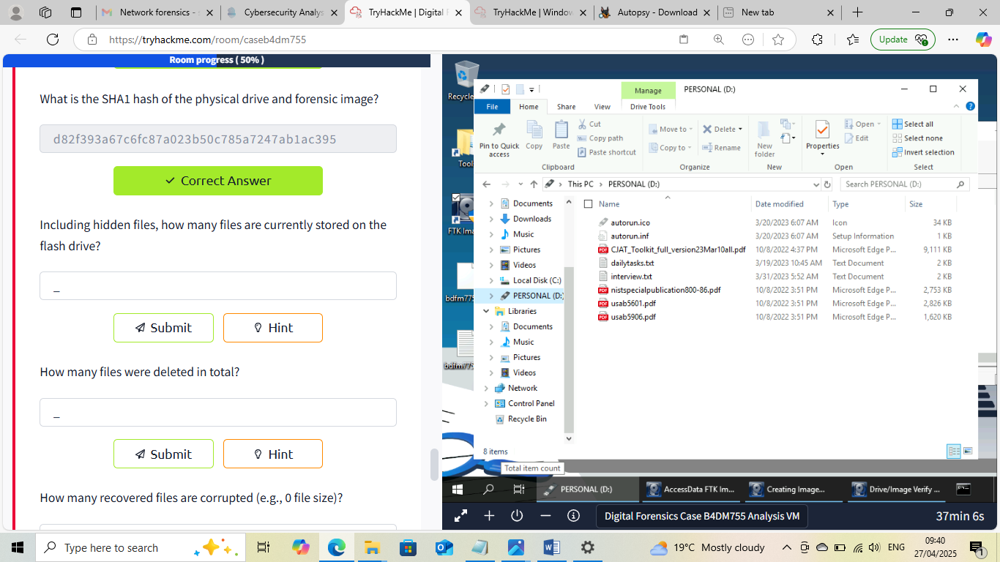 Network forensics -
Cybersecurity Analys
TryHackMe | Digital F
TryHackMe | Window
Autopsy - Download
New tab
https://tryhackme.com/room/caseb4dm755
Update
Room progress ( 50% )
What is the SHA1 hash of the physical drive and forensic image?
d82f393a67c6fc87a023b50c785a7247ab1ac395
Correct Answer
Including hidden files, how many files are currently stored on the
flash drive?
_
Submit
Hint
How many files were deleted in total?
_
Submit
Hint
How many recovered files are corrupted (e.g., 0 file size)?
Recycle
Tool
FTK Ima
bdfm775
bdfm775
Manage
PERSONAL (D:)
File
Home
Share
View
Drive Tools
Pin to Quick
access
Copy
Paste
Cut
Copy path
Paste shortcut
Clipboard
Move to
Copy to
Delete
Rename
Organize
New
folder
New
Properties
Open
Edit
Open
Select all
Select none
Invert selection
Select
This PC
PERSONAL (D:)
Search PERSONAL (D:)
Documents
Downloads
Music
Pictures
Videos
Local Disk (C:)
PERSONAL (D:)
Libraries
Documents
Music
Pictures
Videos
Network
Control Panel
Recycle Bin
Name Date modified Type Size
autorun.ico 3/20/2023 6:07 AM Icon 34 KB
autorun.inf 3/20/2023 6:07 AM Setup Information 1 KB
CJAT_Toolkit_full_version23Mar10all.pdf 10/8/2022 4:37 PM Microsoft Edge P... 9,111 KB
dailytasks.txt 3/19/2023 10:45 AM Text Document 2 KB
interview.txt 3/31/2023 5:52 AM Text Document 2 KB
nistspecialpublication800-86.pdf 10/8/2022 3:51 PM Microsoft Edge P... 2,753 KB
usab5601.pdf 10/8/2022 3:51 PM Microsoft Edge P... 2,826 KB
usab5906.pdf 10/8/2022 3:51 PM Microsoft Edge P... 1,620 KB
8 items
Total item count
PERSONAL (D:)
AccessData FTK Im...
Creating Image...
Drive/Image Verify ...
Digital Forensics Case B4DM755 Analysis VM
37min 6s
Type here to search
19°C Mostly cloudy
ENG
09:40
27/04/2025
1